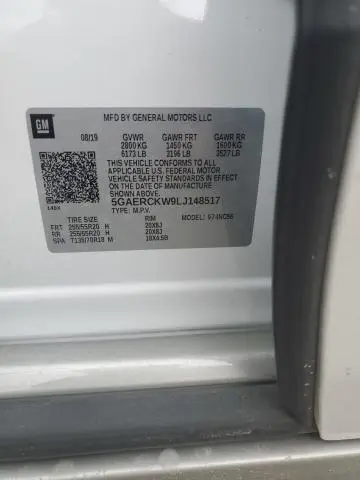 MFD BY GENERAL MOTORS LLC
GM
08/19 GVWR GAWR FRT GAWR RR
2800 KG 1450 KG 1600 KG
6173 LB 3196 LB 3527 LB
THIS VEHICLE CONFORMS TO ALL
APPLICABLE U.S. FEDERAL MOTOR
VEHICLE SAFETY STANDARDS IN EFFECT
ON THE DATE OF MANUFACTURE SHOWN ABOVE.
5GAERCKW9LJ148517
TYPE: M.P.V. MODEL:
TIRE SIZE RIM
FRT 255/55R20 H 20X8J
RR 255/55R20 H 20X8J
SPA T135/70R18 M